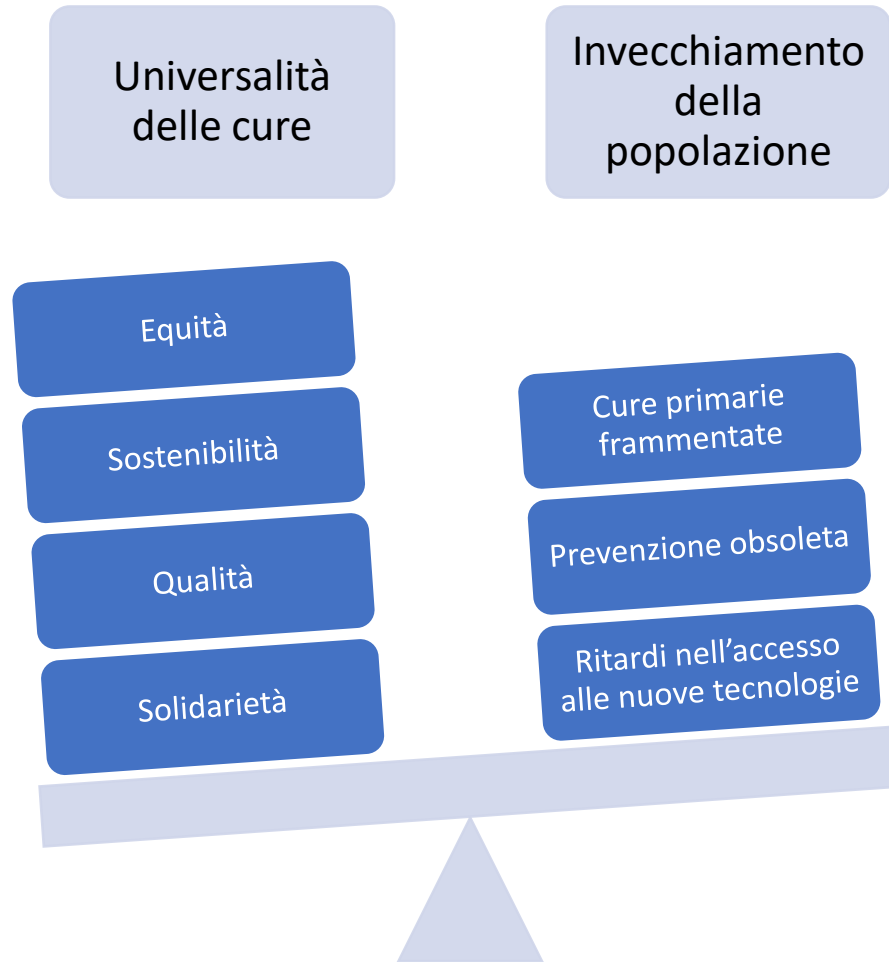 Universalità
delle cure
Invecchiamento
della
popolazione
Equità
Sostenibilità
Qualità
Solidarietà
Cure primarie
frammentate
Prevenzione obsoleta
Ritardi nell’accesso
alle nuove tecnologie